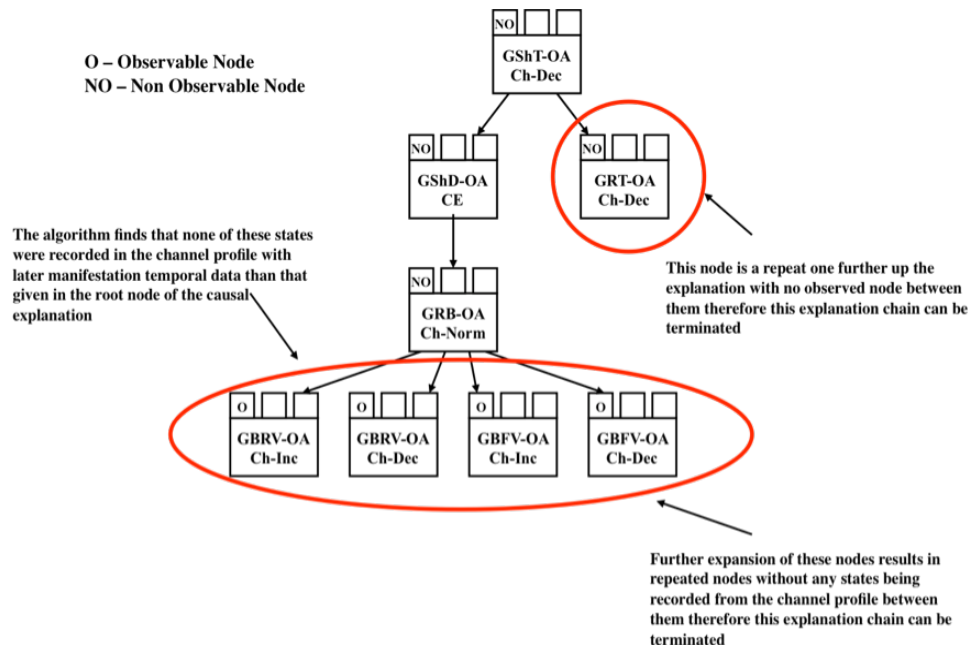 NO
GShT-OA
Ch-Dec
O – Observable Node
NO – Non Observable Node
NO
GShD-OA
CE
NO
GRT-OA
Ch-Dec
The algorithm finds that none of these states
were recorded in the channel profile with
later manifestation temporal data than that
given in the root node of the causal
explanation
This node is a repeat one further up the
explanation with no observed node between
them therefore this explanation chain can be
terminated
NO
GRB-OA
Ch-Norm
O
GBRV-OA
Ch-Inc
O
GBRV-OA
Ch-Dec
O
GBFV-OA
Ch-Inc
O
GBFV-OA
Ch-Dec
Further expansion of these nodes results in
repeated nodes without any states being
recorded from the channel profile between
them therefore this explanation chain can be
terminated